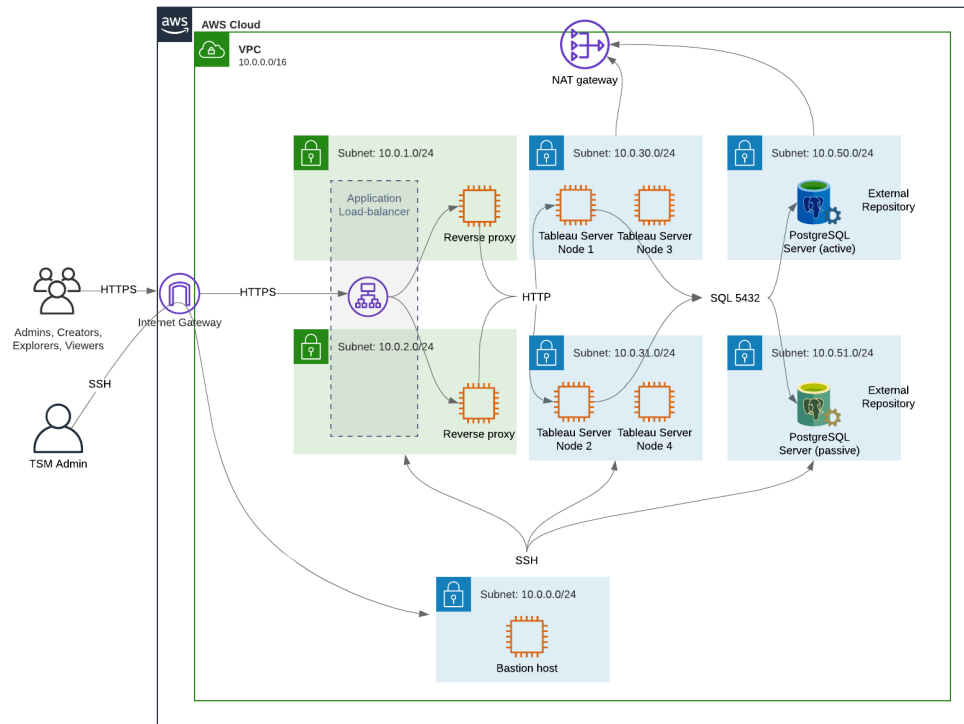 aws
AWS Cloud
VPC
10.0.0.0/16
NAT gateway
Subnet: 10.0.1.0/24
Application
Load-balancer
Reverse proxy
Subnet: 10.0.30.0/24
Tableau Server
Node 1
Tableau Server
Node 3
Subnet: 10.0.50.0/24
External
Repository
PostgreSQL
Server (active)
HTTPS
Admins, Creators,
Explorers, Viewers
Internet Gateway
HTTPS
HTTP
SQL 5432
SSH
TSM Admin
Subnet: 10.0.2.0/24
Reverse proxy
Subnet: 10.0.31.0/24
Tableau Server
Node 2
Tableau Server
Node 4
Subnet: 10.0.51.0/24
External
Repository
PostgreSQL
Server (passive)
SSH
Subnet: 10.0.0.0/24
Bastion host